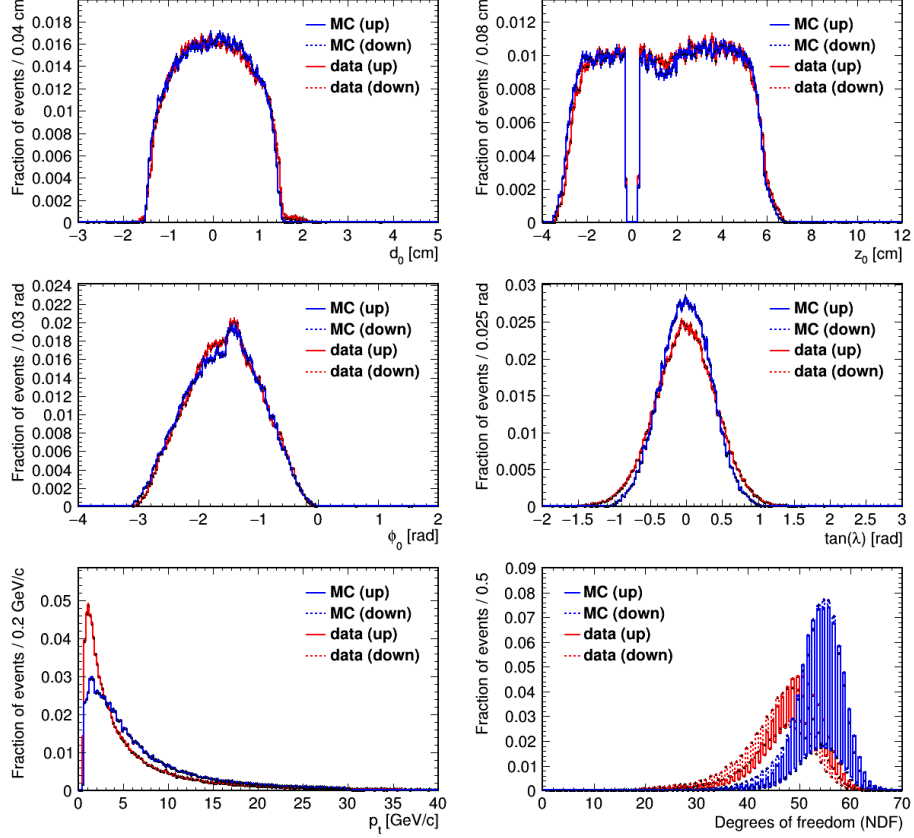 Fraction of events / 0.04 cm
0.018
0.016
0.014
0.012
0.01
0.008
0.006
0.004
0.002
0
MC (up)
MC (down)
data (up)
data (down)
−5 −4 −3 −2 −1 0 1 2 3 4 5
d0 [cm]
Fraction of events / 0.08 cm
0.012
0.01
0.008
0.006
0.004
0.002
0
MC (up)
MC (down)
data (up)
data (down)
−4 −2 0 2 4 6 8 10 12
z0 [cm]
Fraction of events / 0.03 rad
0.024
0.022
0.02
0.018
0.016
0.014
0.012
0.01
0.008
0.006
0.004
0.002
0
MC (up)
MC (down)
data (up)
data (down)
−4 −3 −2 −1 0 1 2
ϕ0 [rad]
Fraction of events / 0.025 rad
0.03
0.025
0.02
0.015
0.01
0.005
0
MC (up)
MC (down)
data (up)
data (down)
−2 −1.5 −1 −0.5 0 0.5 1 1.5 2 2.5 3
tan(λ) [rad]
Fraction of events / 0.2 GeV/c
0.05
0.04
0.03
0.02
0.01
0
MC (up)
MC (down)
data (up)
data (down)
0 5 10 15 20 25 30 35 40
pt [GeV/c]
Fraction of events / 0.5
0.09
0.08
0.07
0.06
0.05
0.04
0.03
0.02
0.01
0
MC (up)
MC (down)
data (up)
data (down)
0 10 20 30 40 50 60 70
Degrees of freedom (NDF)